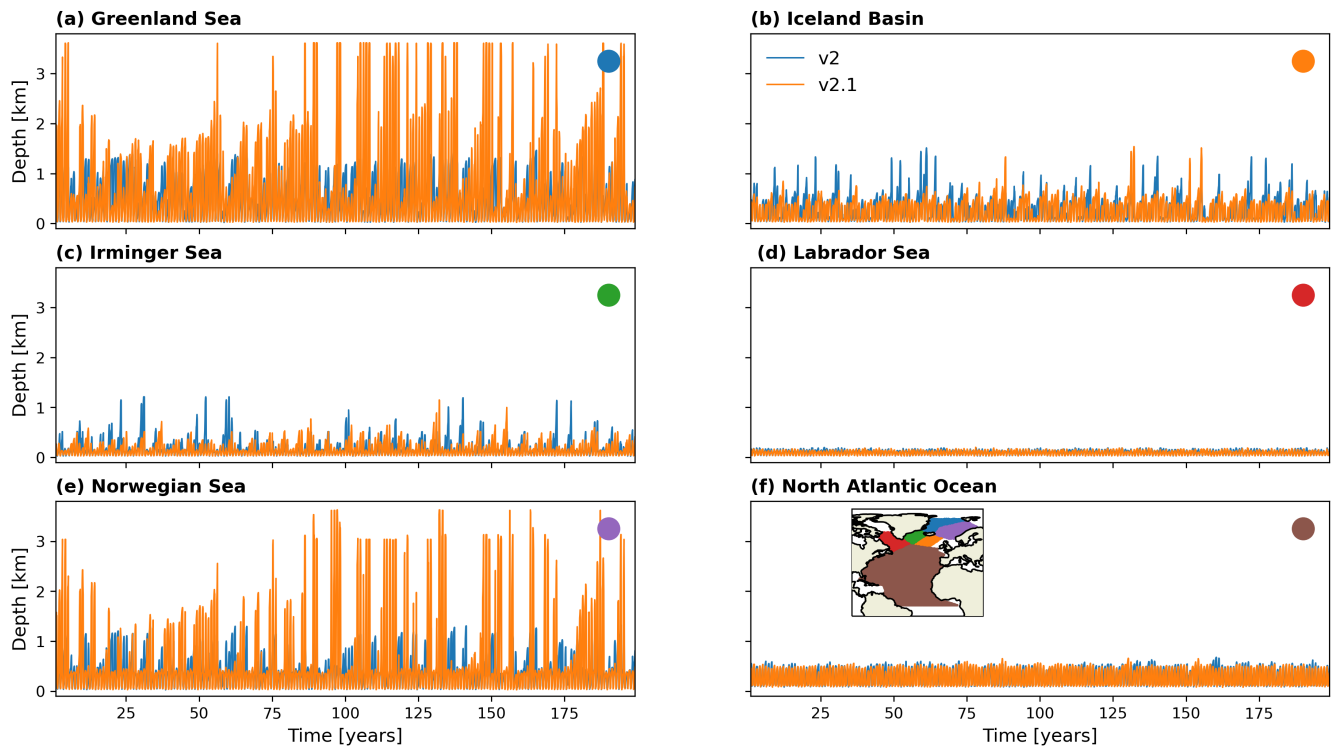 (a) Greenland Sea
(b) Iceland Basin
Depth [km]
3
2
1
0
v2
v2.1
(c) Irminger Sea
(d) Labrador Sea
Depth [km]
3
2
1
0
(e) Norwegian Sea
(f) North Atlantic Ocean
Depth [km]
3
2
1
0
25 50 75 100 125 150 175
25 50 75 100 125 150 175
Time [years]
Time [years]